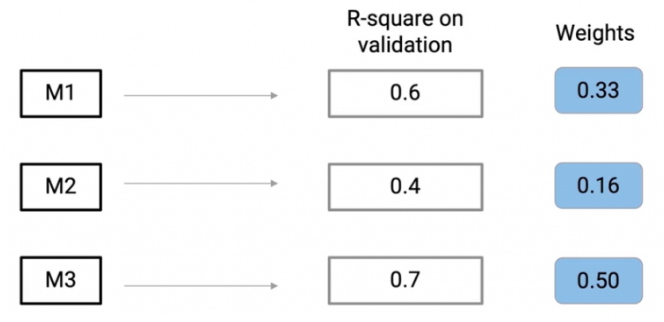 R-square on
validation
Weights
M1
0.6
0.33
M2
0.4
0.16
M3
0.7
0.50